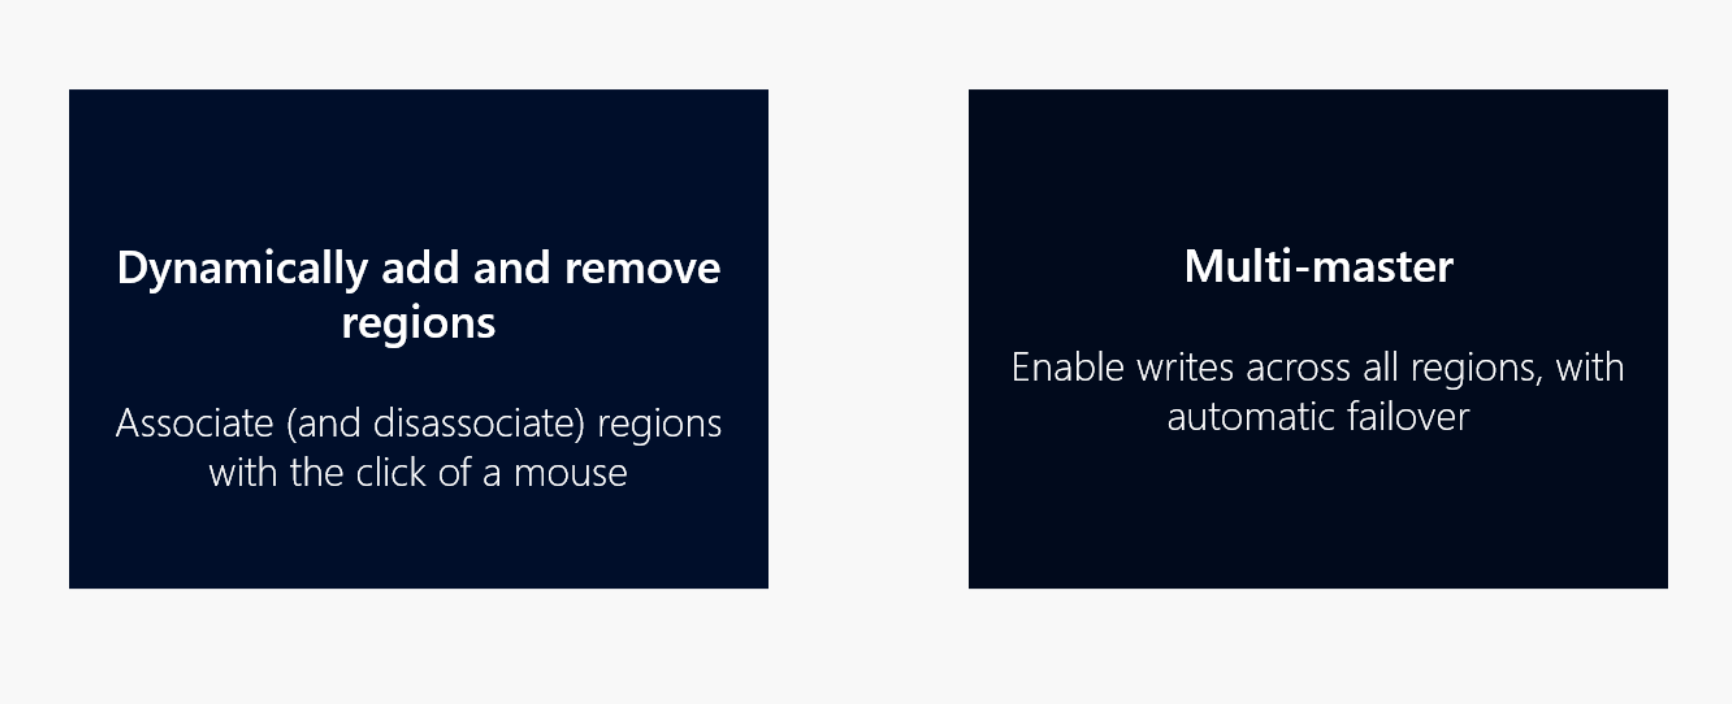 Dynamically add and remove
regions
Associate (and disassociate) regions
with the click of a mouse
Multi-master
Enable writes across all regions, with
automatic failover